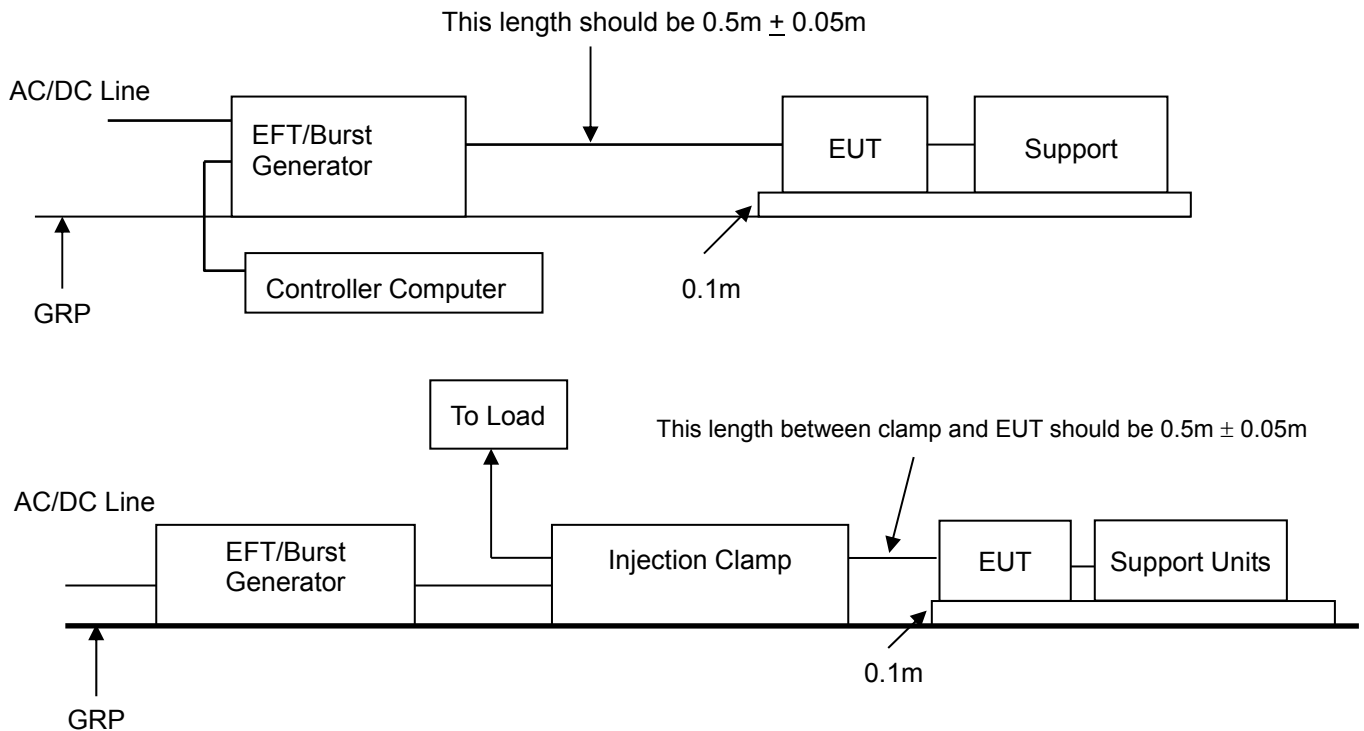 This length should be 0.5m ± 0.05m
AC/DC Line
EFT/Burst
Generator
EUT
Support
Controller Computer
0.1m
GRP
To Load
This length between clamp and EUT should be 0.5m ± 0.05m
AC/DC Line
EFT/Burst
Generator
Injection Clamp
EUT
Support Units
0.1m
GRP